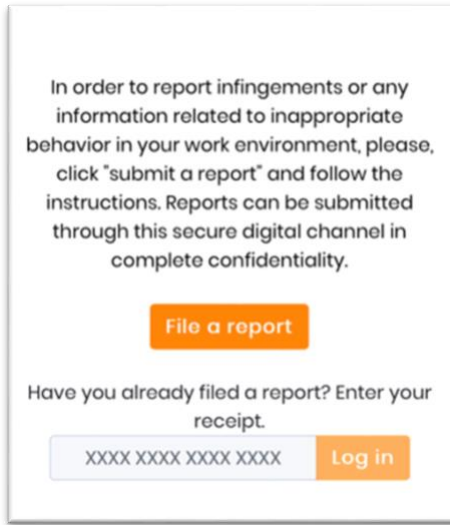 In order to report infingements or any
information related to inappropriate
behavior in your work environment, please,
click "submit a report" and follow the
instructions. Reports can be submitted
through this secure digital channel in
complete confidentiality.
File a report
Have you already filed a report? Enter your
receipt.
XXXX XXXX XXXX XXXX Log in